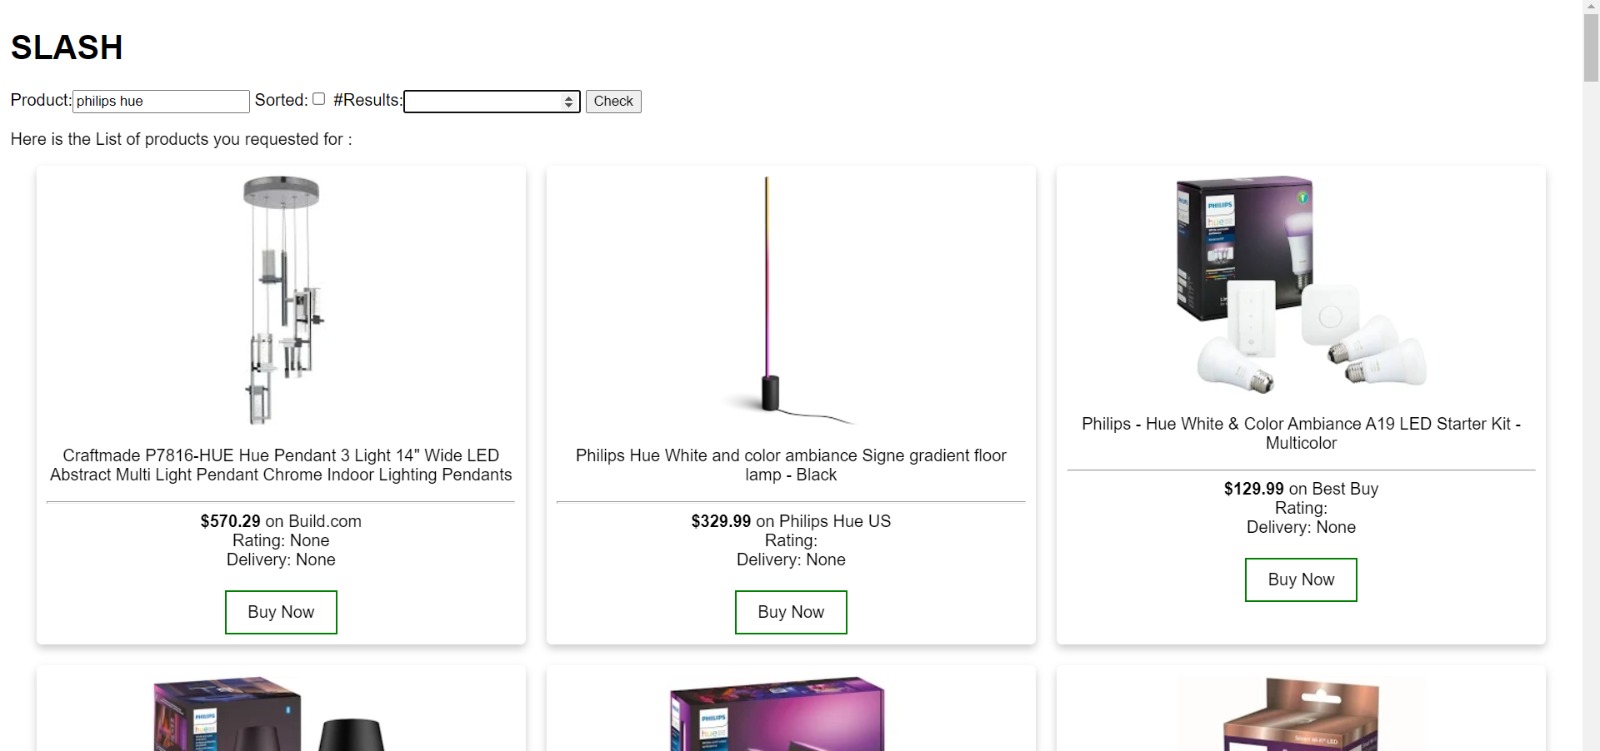 SLASH
Product: philips hue Sorted: #Results: Check
Here is the List of products you requested for :
Craftmade P7816-HUE Hue Pendant 3 Light 14" Wide LED
Abstract Multi Light Pendant Chrome Indoor Lighting Pendants
$570.29 on Build.com
Rating: None
Delivery: None
Buy Now
Philips Hue White and color ambiance Signe gradient floor
lamp - Black
$329.99 on Philips Hue US
Rating:
Delivery: None
Buy Now
PHILIPS
hue
Philips - Hue White & Color Ambiance A19 LED Starter Kit -
Multicolor
$129.99 on Best Buy
Rating:
Delivery: None
Buy Now
PHILIPS
hue
PHILIPS
hue